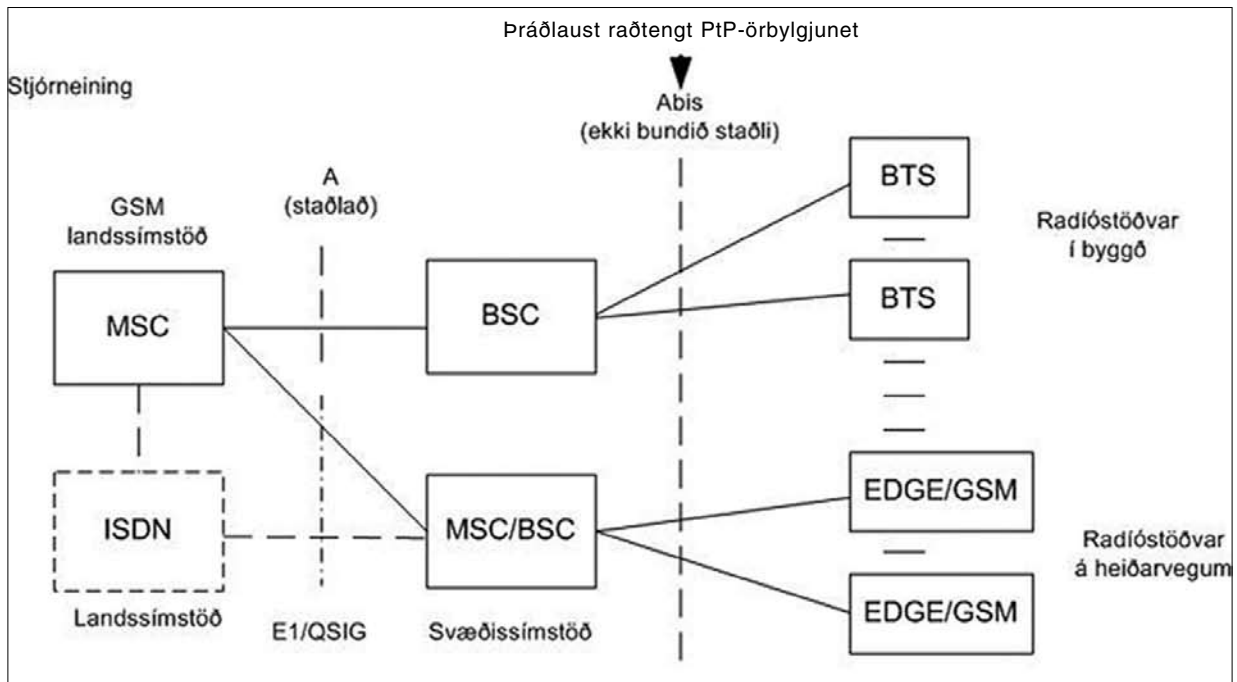 Þráðlaust raðtengt PtP-örbylgjunet
Stjórneining
Abis
(ekki bundið staðli)
A
(staðlað)
GSM
landssímstöð
BTS
Radíóstöðvar
í byggð
MSC
BSC
BTS
ISDN
MSC/BSC
EDGE/GSM
Radíóstöðvar
á heiðarvegum
EDGE/GSM
Landssímstöð
E1/QSIG
Svæðissímstöð